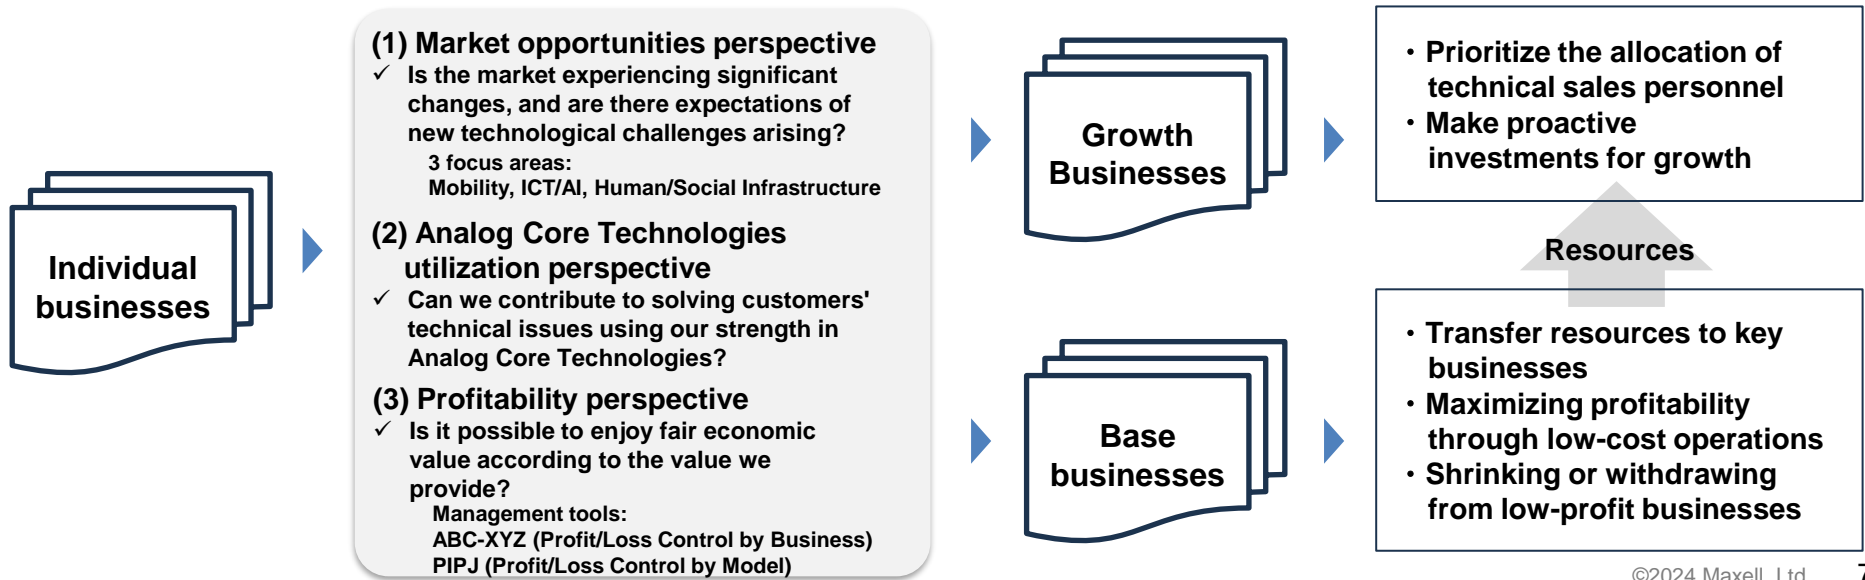 Individual
businesses
(1) Market opportunities perspective
✓ Is the market experiencing significant
changes, and are there expectations of
new technological challenges arising?
3 focus areas:
Mobility, ICT/AI, Human/Social Infrastructure
(2) Analog Core Technologies
utilization perspective
✓ Can we contribute to solving customers'
technical issues using our strength in
Analog Core Technologies?
(3) Profitability perspective
✓ Is it possible to enjoy fair economic
value according to the value we
provide?
Management tools:
ABC-XYZ (Profit/Loss Control by Business)
PIPJ (Profit/Loss Control by Model)
Growth
Businesses
Base
businesses
・Prioritize the allocation of
technical sales personnel
・Make proactive
investments for growth
Resources
・Transfer resources to key
businesses
・Maximizing profitability
through low-cost operations
・Shrinking or withdrawing
from low-profit businesses
©2024 Maxell, Ltd.
7